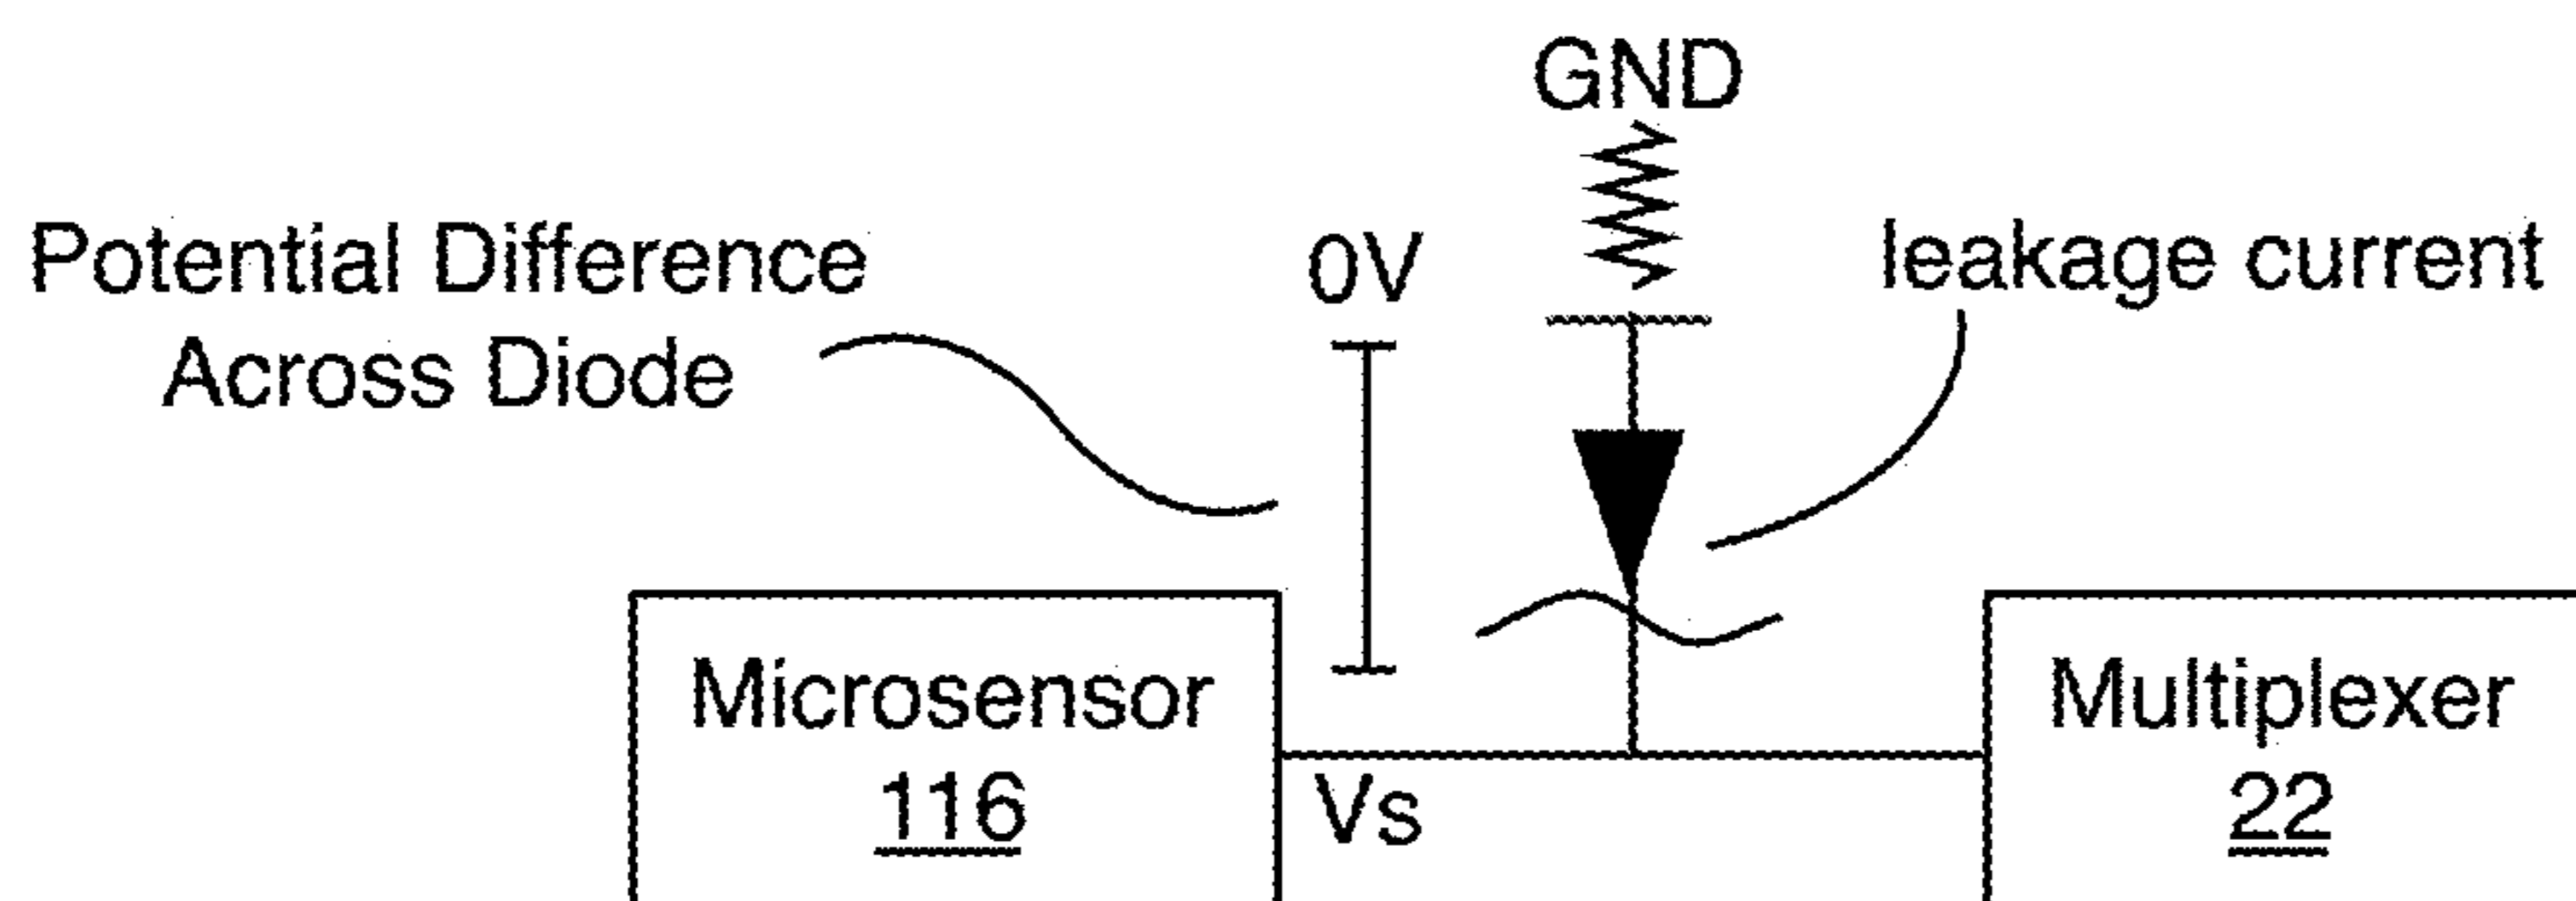 GND
Potential Difference
Across Diode
0V
leakage current
Microsensor
116
Vs
Multiplexer
22